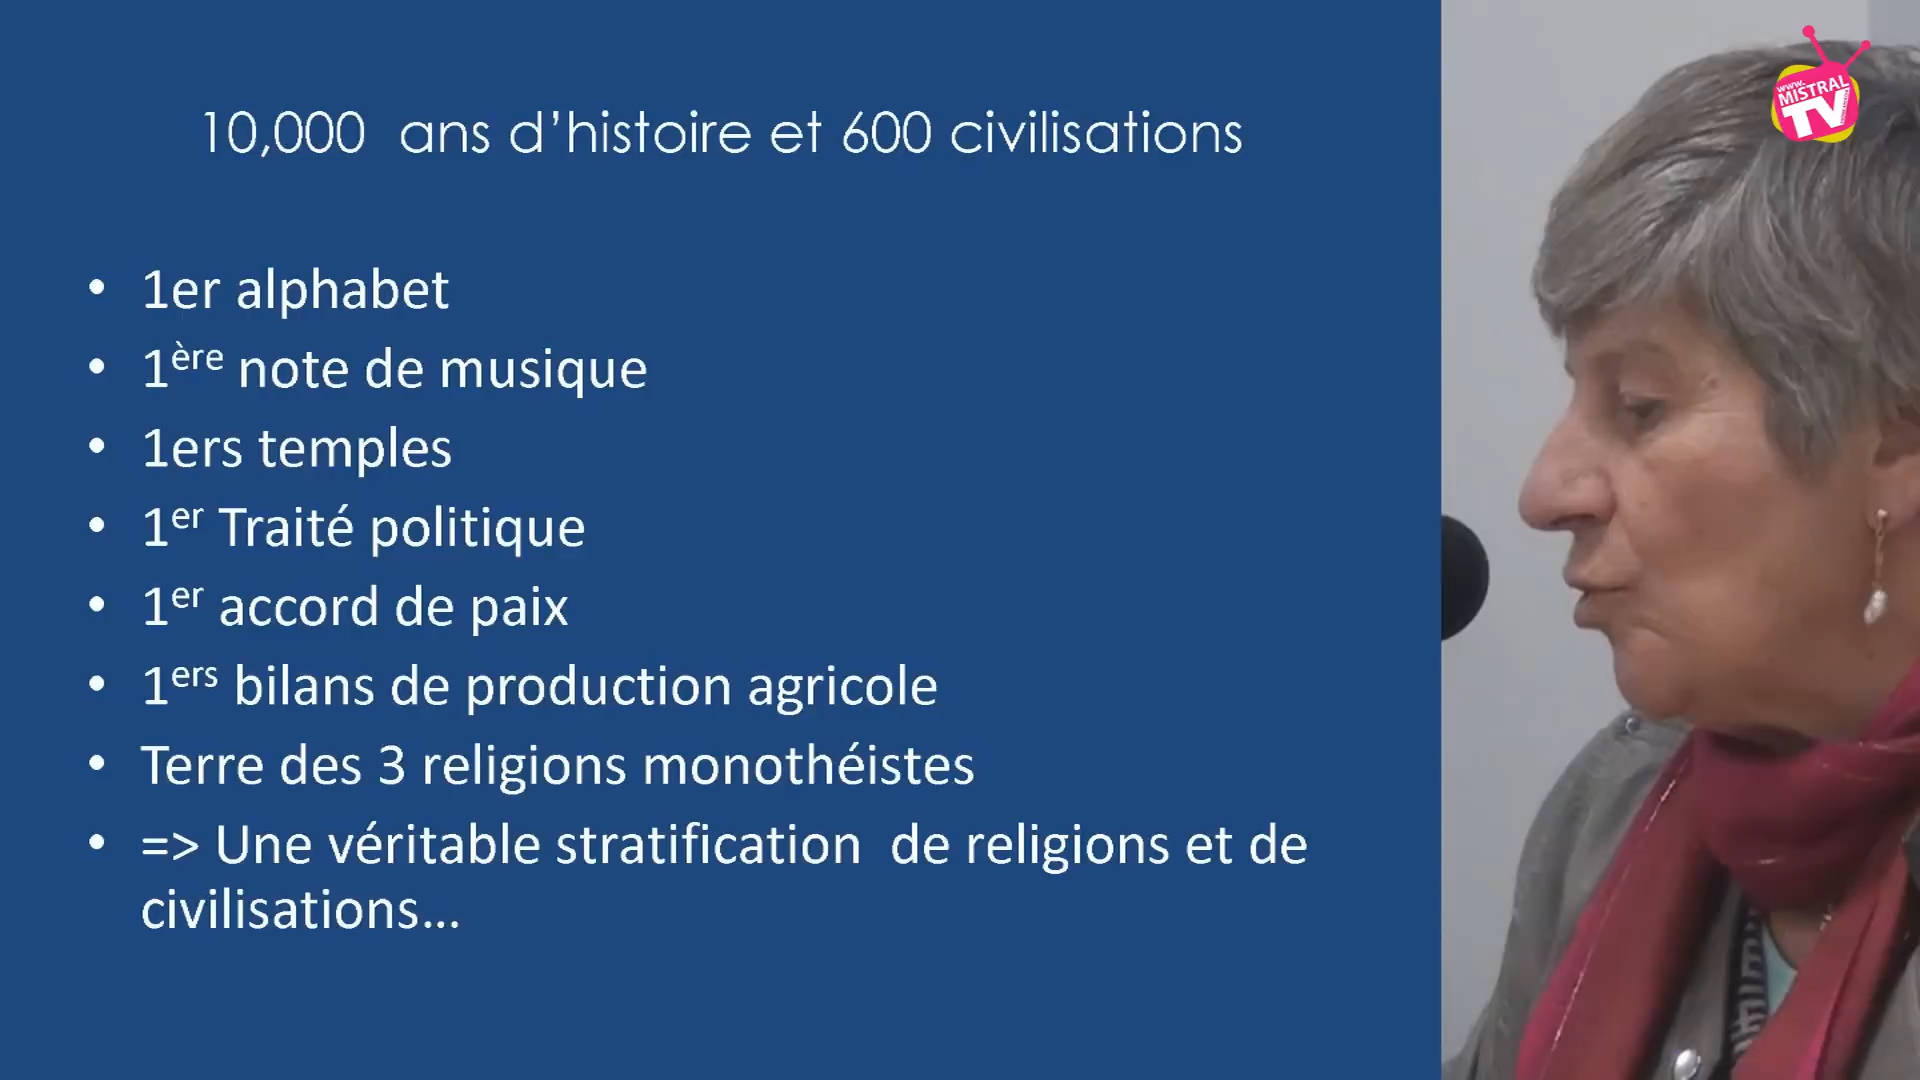 10,000 ans d’histoire et 600 civilisations
• 1er alphabet
• 1ère note de musique
• 1ers temples
• 1er Traité politique
• 1er accord de paix
• 1ers bilans de production agricole
• Terre des 3 religions monothéistes
• => Une véritable stratification de religions et de
civilisations...
www.
MISTRAL
TV